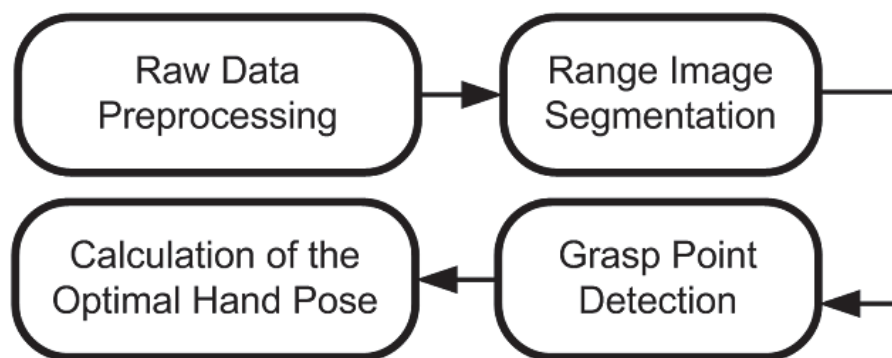 Raw Data
Preprocessing
Range Image
Segmentation
Grasp Point
Detection
Calculation of the
Optimal Hand Pose